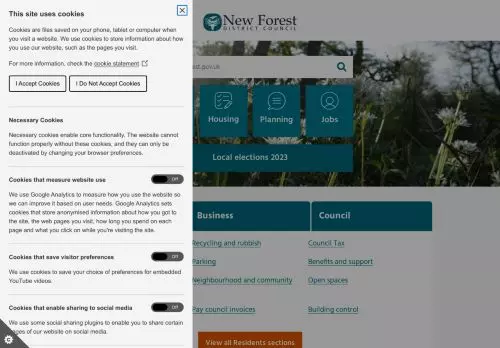 This site uses cookies
Cookies are files saved on your phone, tablet or computer when
you visit a website. We use cookies to store information about how
you use our website, such as the pages you visit.
For more information, check the cookie statement
I Accept Cookies
I Do Not Accept Cookies
Necessary Cookies
Necessary cookies enable core functionality. The website cannot
function properly without these cookies, and they can only be
deactivated by changing your browser preferences.
Cookies that measure website use
Off
We use Google Analytics to measure how you use the website so
we can improve it based on user needs. Google Analytics sets
cookies that store anonymised information about how you got to
the site, the web pages you visit, how long you spend on each
page and what you click on while you're visiting the site.
Cookies that save visitor preferences
Off
We use cookies to save your choice of preferences for embedded
YouTube videos.
Cookies that enable sharing to social media
Off
We use some social sharing plugins to enable you to share certain
pages of our website on social media.
New Forest
DISTRICT COUNCIL
est.gov.uk
Housing
Planning
Jobs
Local elections 2023
Business
Council
Recycling and rubbish
Council Tax
Parking
Benefits and support
Neighbourhood and community
Open spaces
Pay council invoices
Building control
View all Residents sections